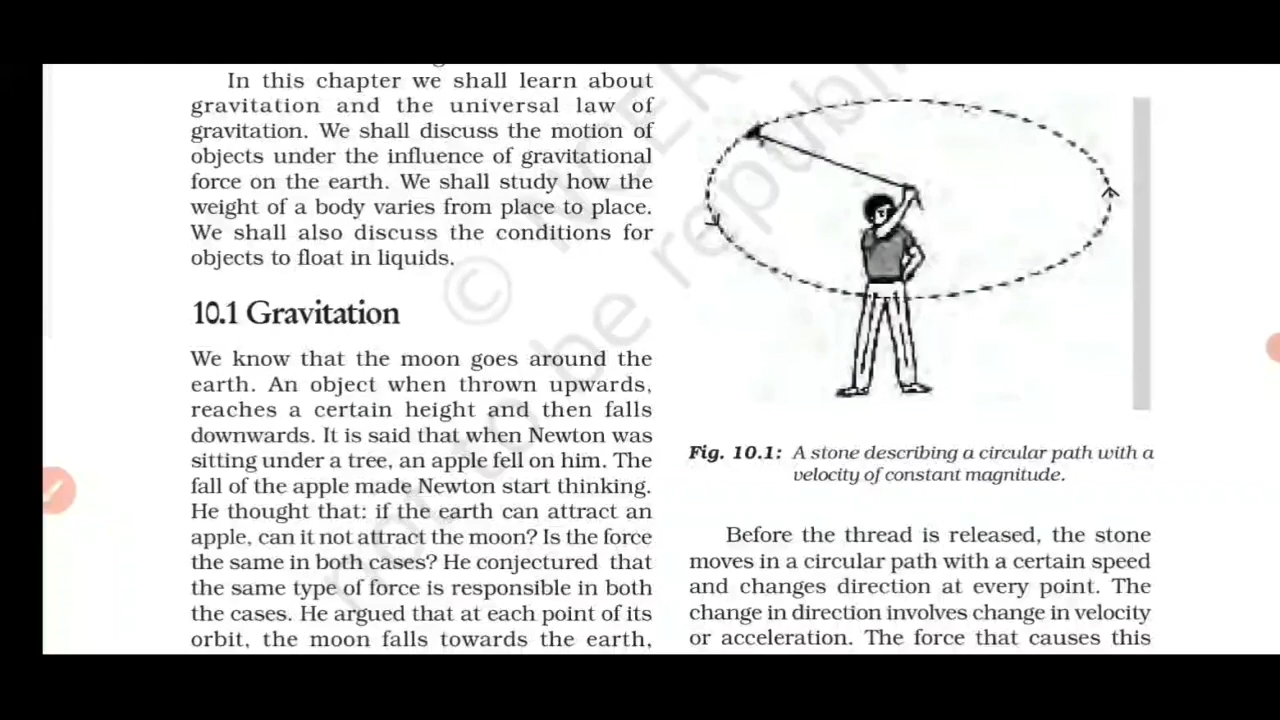 In this chapter we shall learn about
gravitation and the universal law of
gravitation. We shall discuss the motion of
objects under the influence of gravitational
force on the earth. We shall study how the
weight of a body varies from place to place.
We shall also discuss the conditions for
objects to float in liquids.
10.1 Gravitation
We know that the moon goes around the
earth. An object when thrown upwards,
reaches a certain height and then falls
downwards. It is said that when Newton was
sitting under a tree, an apple fell on him. The
fall of the apple made Newton start thinking.
He thought that: if the earth can attract an
apple, can it not attract the moon? Is the force
the same in both cases? He conjectured that
the same type of force is responsible in both
the cases. He argued that at each point of its
orbit, the moon falls towards the earth,
Fig. 10.1: A stone describing a circular path with a
velocity of constant magnitude.
Before the thread is released, the stone
moves in a circular path with a certain speed
and changes direction at every point. The
change in direction involves change in velocity
or acceleration. The force that causes this
© NCER
not to be republi